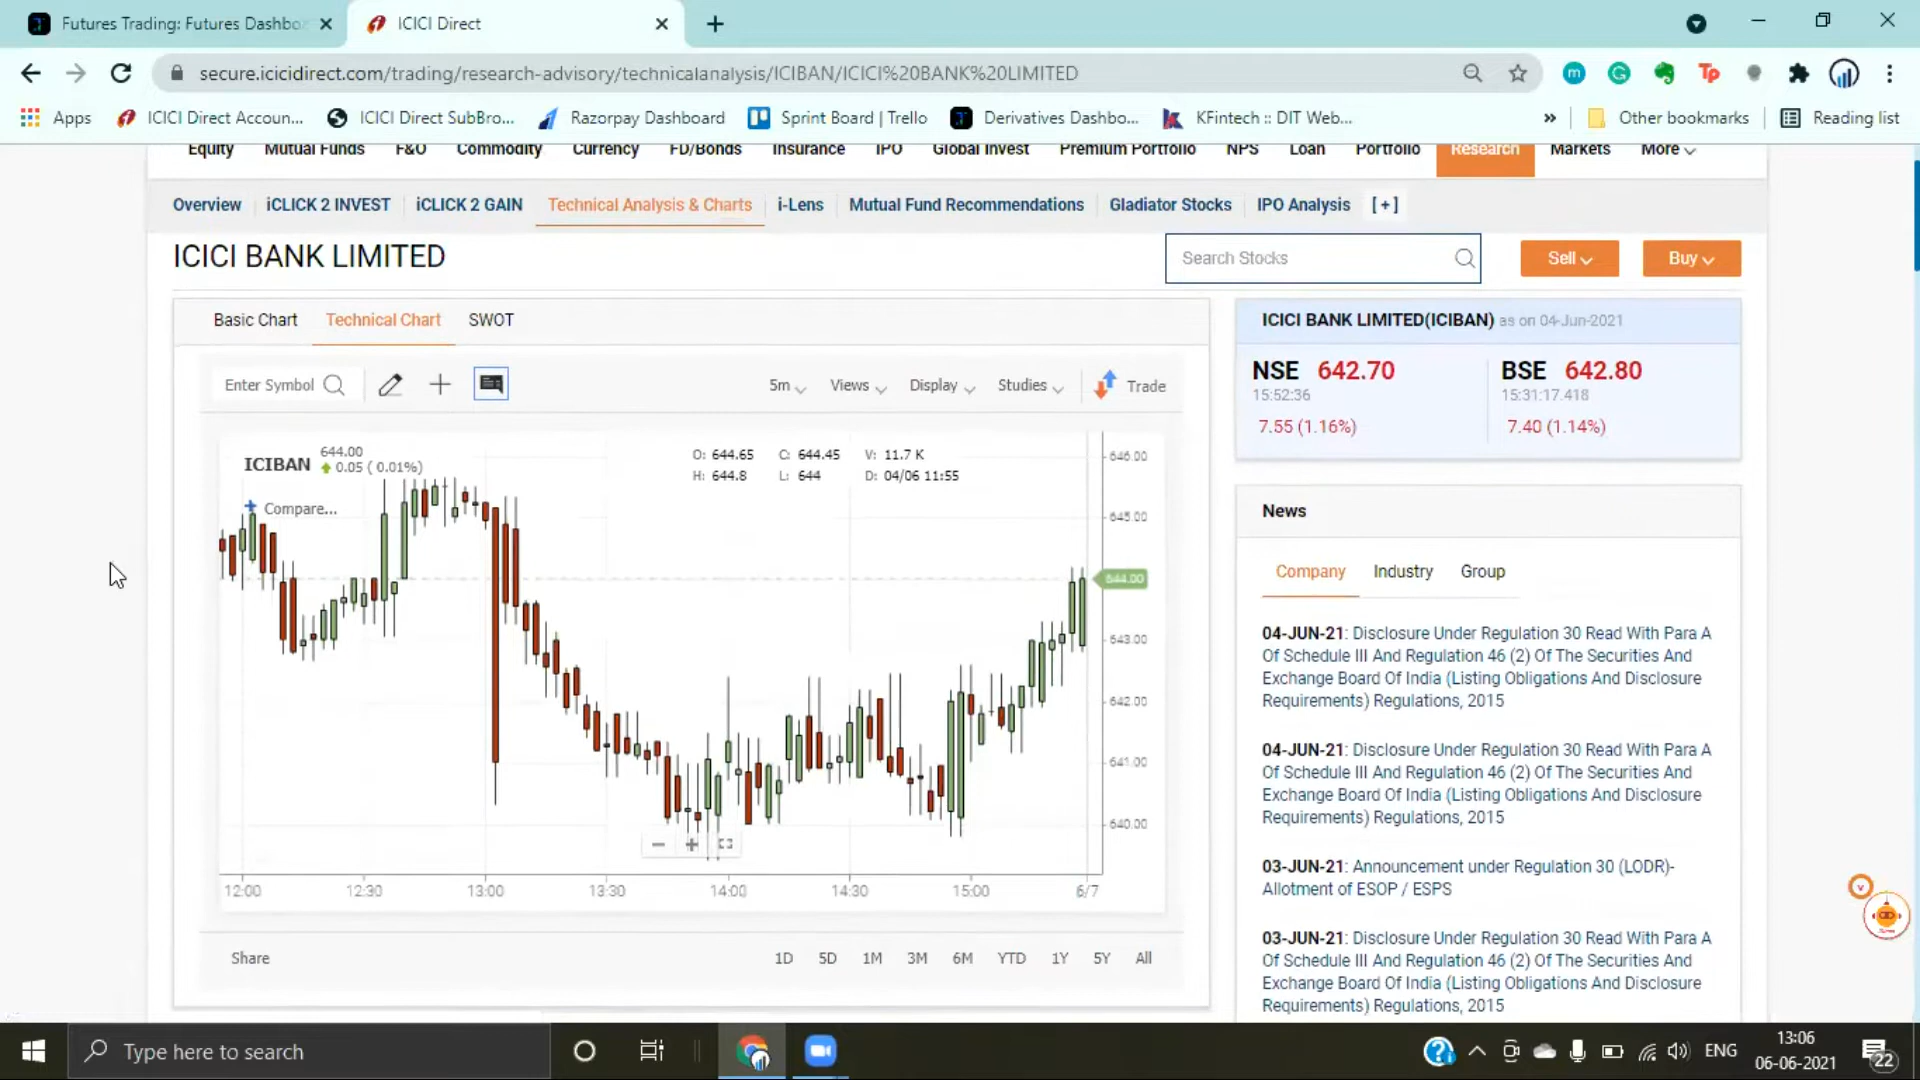 Futures Trading: Futures Dashbo
ICICI Direct
secure.icicidirect.com/trading/research-advisory/technicalanalysis/ICIBAN/ICICI%20BANK%20LIMITED
Apps
ICICI Direct Accoun...
ICICI Direct SubBro...
Razorpay Dashboard
Sprint Board | Trello
Derivatives Dashbo...
KFintech :: DIT Web...
»
Other bookmarks
Reading list
Equity Mutual Funds F&O Commodity Currency FD/Bonds Insurance IPO Global Invest Premium Portfolio NPS Loan Portfolio Research Markets More
Overview iCLICK 2 INVEST iCLICK 2 GAIN Technical Analysis & Charts i-Lens Mutual Fund Recommendations Gladiator Stocks IPO Analysis [+]
ICICI BANK LIMITED
Search Stocks
Sell
Buy
Basic Chart Technical Chart SWOT
Enter Symbol
5m Views Display Studies Trade
ICIBAN 644.00
0.05 ( 0.01%)
Compare...
O: 644.65 C: 644.45 V: 11.7 K
H: 644.8 L: 644 D: 04/06 11:55
646.00
645.00
644.00
643.00
642.00
641.00
640.00
12:00 12:30 13:00 13:30 14:00 14:30 15:00 6/7
Share
1D 5D 1M 3M 6M YTD 1Y 5Y All
ICICI BANK LIMITED(ICIBAN) as on 04-Jun-2021
NSE 642.70
15:52:36
7.55 (1.16%)
BSE 642.80
15:31:17.418
7.40 (1.14%)
News
Company Industry Group
04-JUN-21: Disclosure Under Regulation 30 Read With Para A
Of Schedule III And Regulation 46 (2) Of The Securities And
Exchange Board Of India (Listing Obligations And Disclosure
Requirements) Regulations, 2015
04-JUN-21: Disclosure Under Regulation 30 Read With Para A
Of Schedule III And Regulation 46 (2) Of The Securities And
Exchange Board Of India (Listing Obligations And Disclosure
Requirements) Regulations, 2015
03-JUN-21: Announcement under Regulation 30 (LODR)-
Allotment of ESOP / ESPS
03-JUN-21: Disclosure Under Regulation 30 Read With Para A
Of Schedule III And Regulation 46 (2) Of The Securities And
Exchange Board Of India (Listing Obligations And Disclosure
Requirements) Regulations, 2015
Type here to search
ENG
13:06
06-06-2021
22